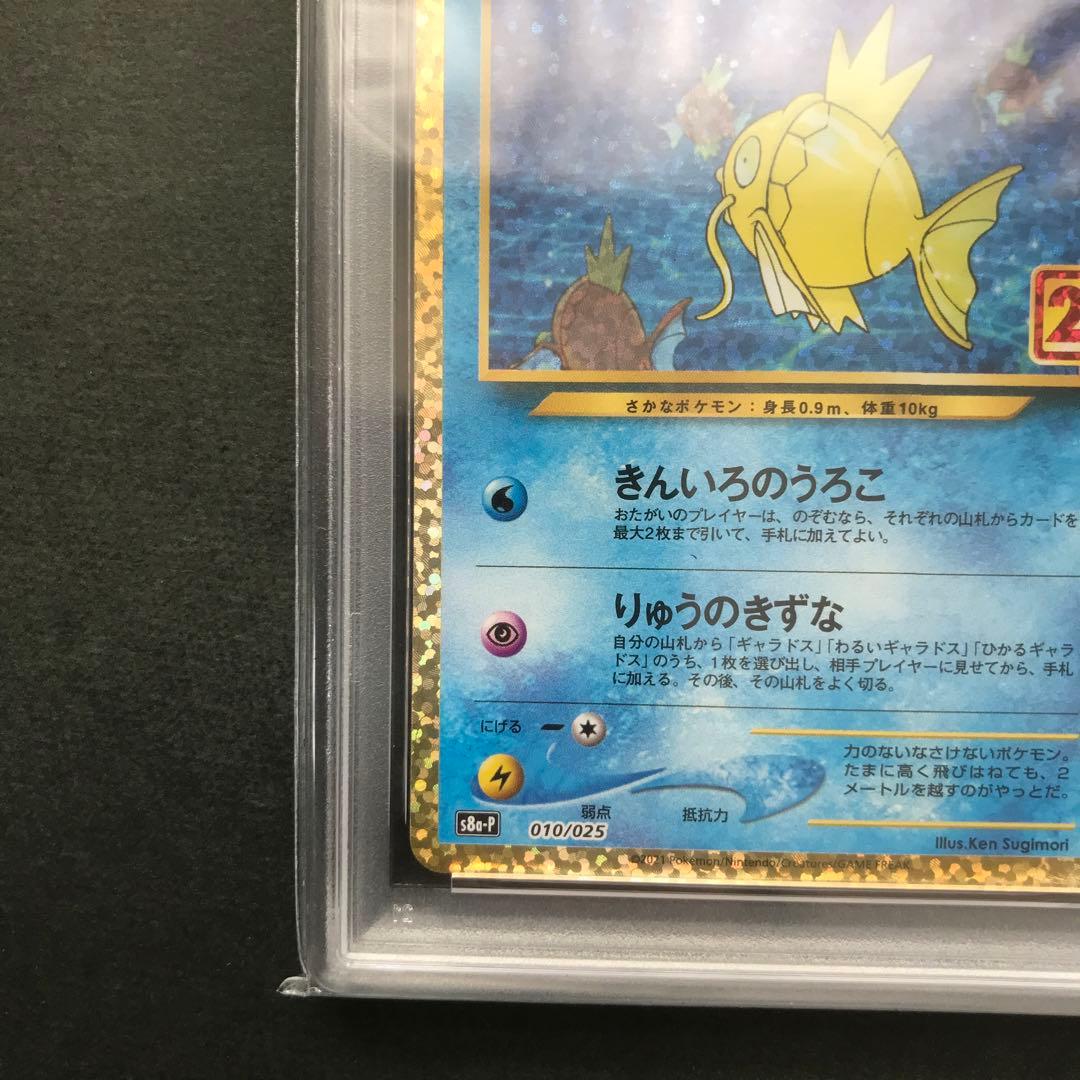 2
さかなポケモン：身長0.9m、体重10kg
きんいろのうろこ
おたがいのプレイヤーは、のぞむなら、それぞれの山札からカードを
最大2枚まで引いて、手札に加えてよい。
りゅうのきずな
自分の山札から「ギャラドス」「わるいギャラドス」「ひかるギャラ
ドス」のうち、1枚を選び出し、相手プレイヤーに見せてから、手札
に加える。その後、その山札をよく切る。
にげる
力のないなさけないポケモン。
たまに高く飛びはねても、2
メートルを越すのがやっとだ。
弱点
抵抗力
s8a-P
010/025
Illus.Ken Sugimori
©2021 Pokémon/Nintendo/Creatures/GAME FREAK